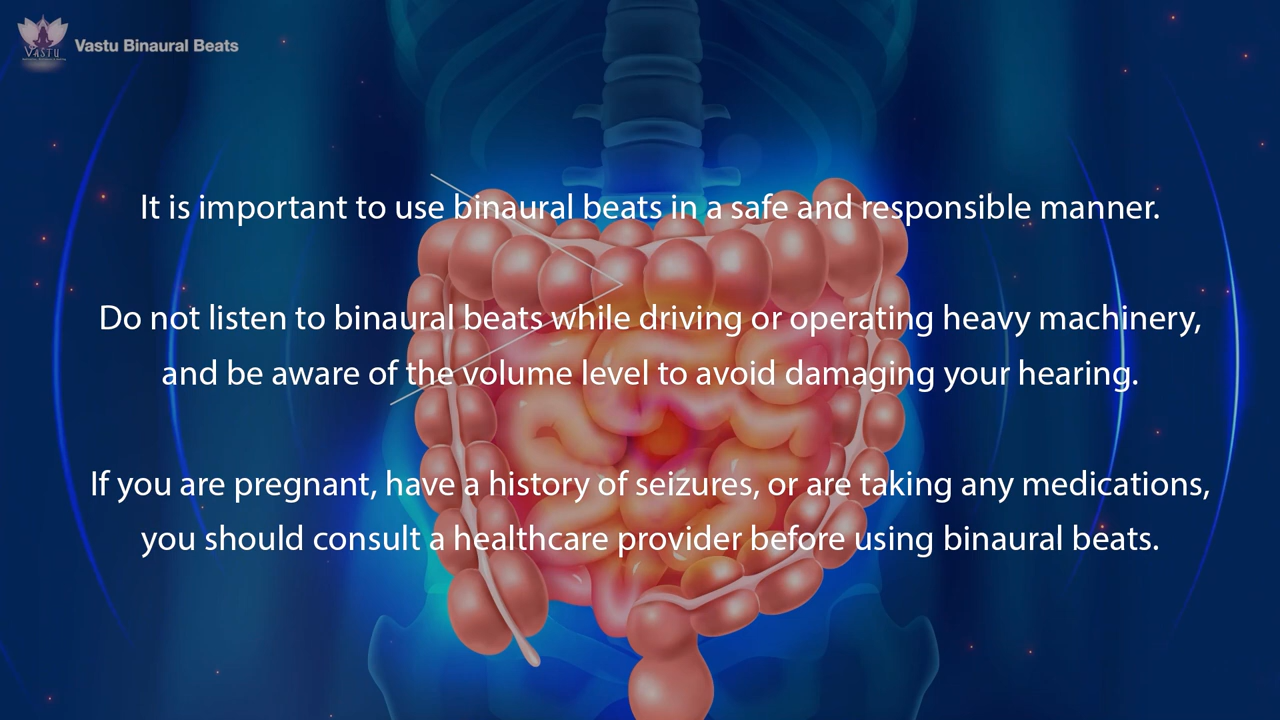 VASTU
Vastu Binaural Beats
It is important to use binaural beats in a safe and responsible manner.
Do not listen to binaural beats while driving or operating heavy machinery,
and be aware of the volume level to avoid damaging your hearing.
If you are pregnant, have a history of seizures, or are taking any medications,
you should consult a healthcare provider before using binaural beats.